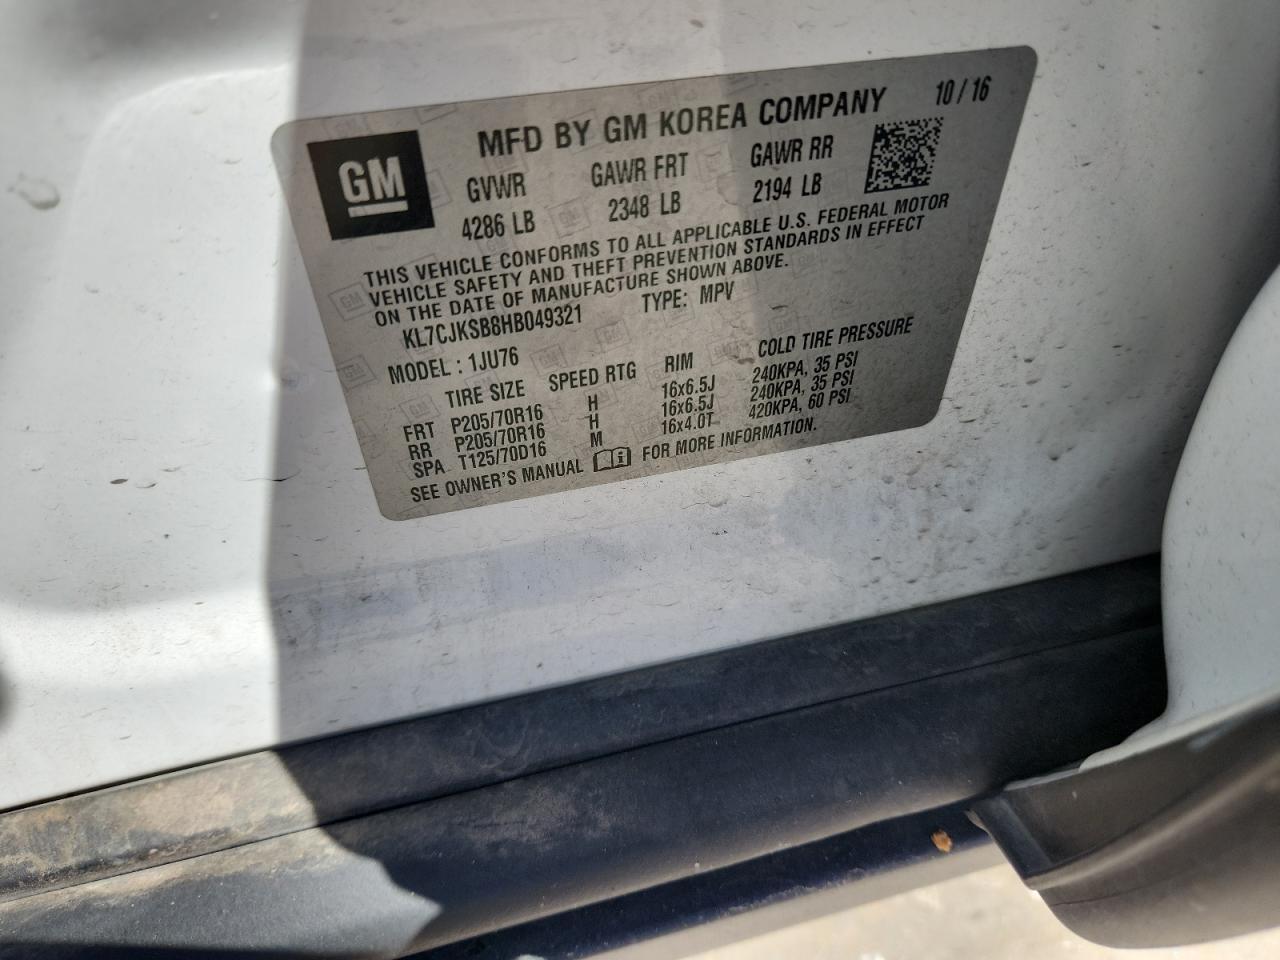 GM
MFD BY GM KOREA COMPANY 10/16
GVWR GAWR FRT GAWR RR
4286 LB 2348 LB 2194 LB
THIS VEHICLE CONFORMS TO ALL APPLICABLE U.S. FEDERAL MOTOR
VEHICLE SAFETY AND THEFT PREVENTION STANDARDS IN EFFECT
ON THE DATE OF MANUFACTURE SHOWN ABOVE.
KL7CJKSB8HB049321 TYPE: MPV
MODEL : 1JU76
TIRE SIZE SPEED RTG RIM COLD TIRE PRESSURE
FRT P205/70R16 H 16x6.5J 240KPA, 35 PSI
RR P205/70R16 H 16x6.5J 240KPA, 35 PSI
SPA T125/70D16 M 16x4.0T 420KPA, 60 PSI
SEE OWNER'S MANUAL FOR MORE INFORMATION.